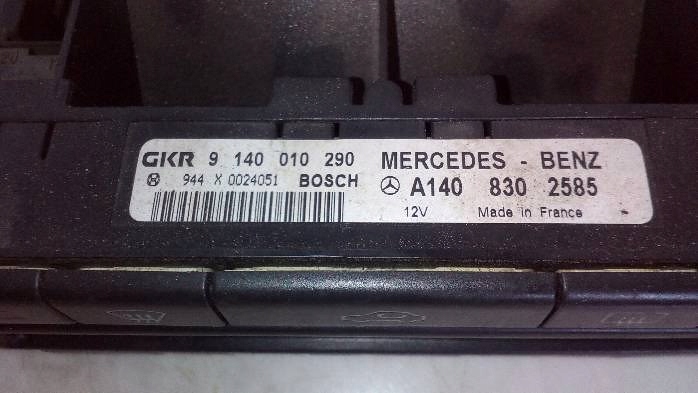 GKR 9 140 010 290 MERCEDES - BENZ
944 X 0024051 BOSCH A140 830 2585
12V Made in France